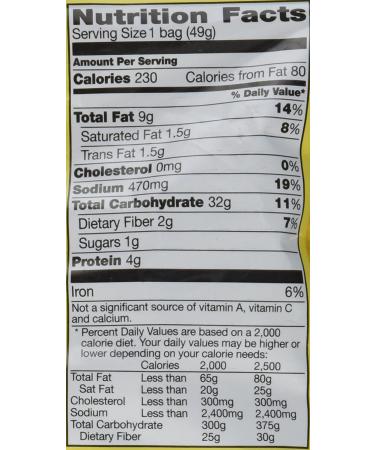 Nutrition Facts
Serving Size 1 bag (49g)
Amount Per Serving
Calories 230 Calories from Fat 80
% Daily Value*
Total Fat 9g 14%
Saturated Fat 1.5g 8%
Trans Fat 1.5g
Cholesterol 0mg 0%
Sodium 470mg 19%
Total Carbohydrate 32g 11%
Dietary Fiber 2g 7%
Sugars 1g
Protein 4g
Iron 6%
Not a significant source of vitamin A, vitamin C
and calcium.
* Percent Daily Values are based on a 2,000
calorie diet. Your daily values may be higher or
lower depending on your calorie needs:
Calories 2,000 2,500
Total Fat Less than 65g 80g
Sat Fat Less than 20g 25g
Cholesterol Less than 300mg 300mg
Sodium Less than 2,400mg 2,400mg
Total Carbohydrate 300g 375g
Dietary Fiber 25g 30g